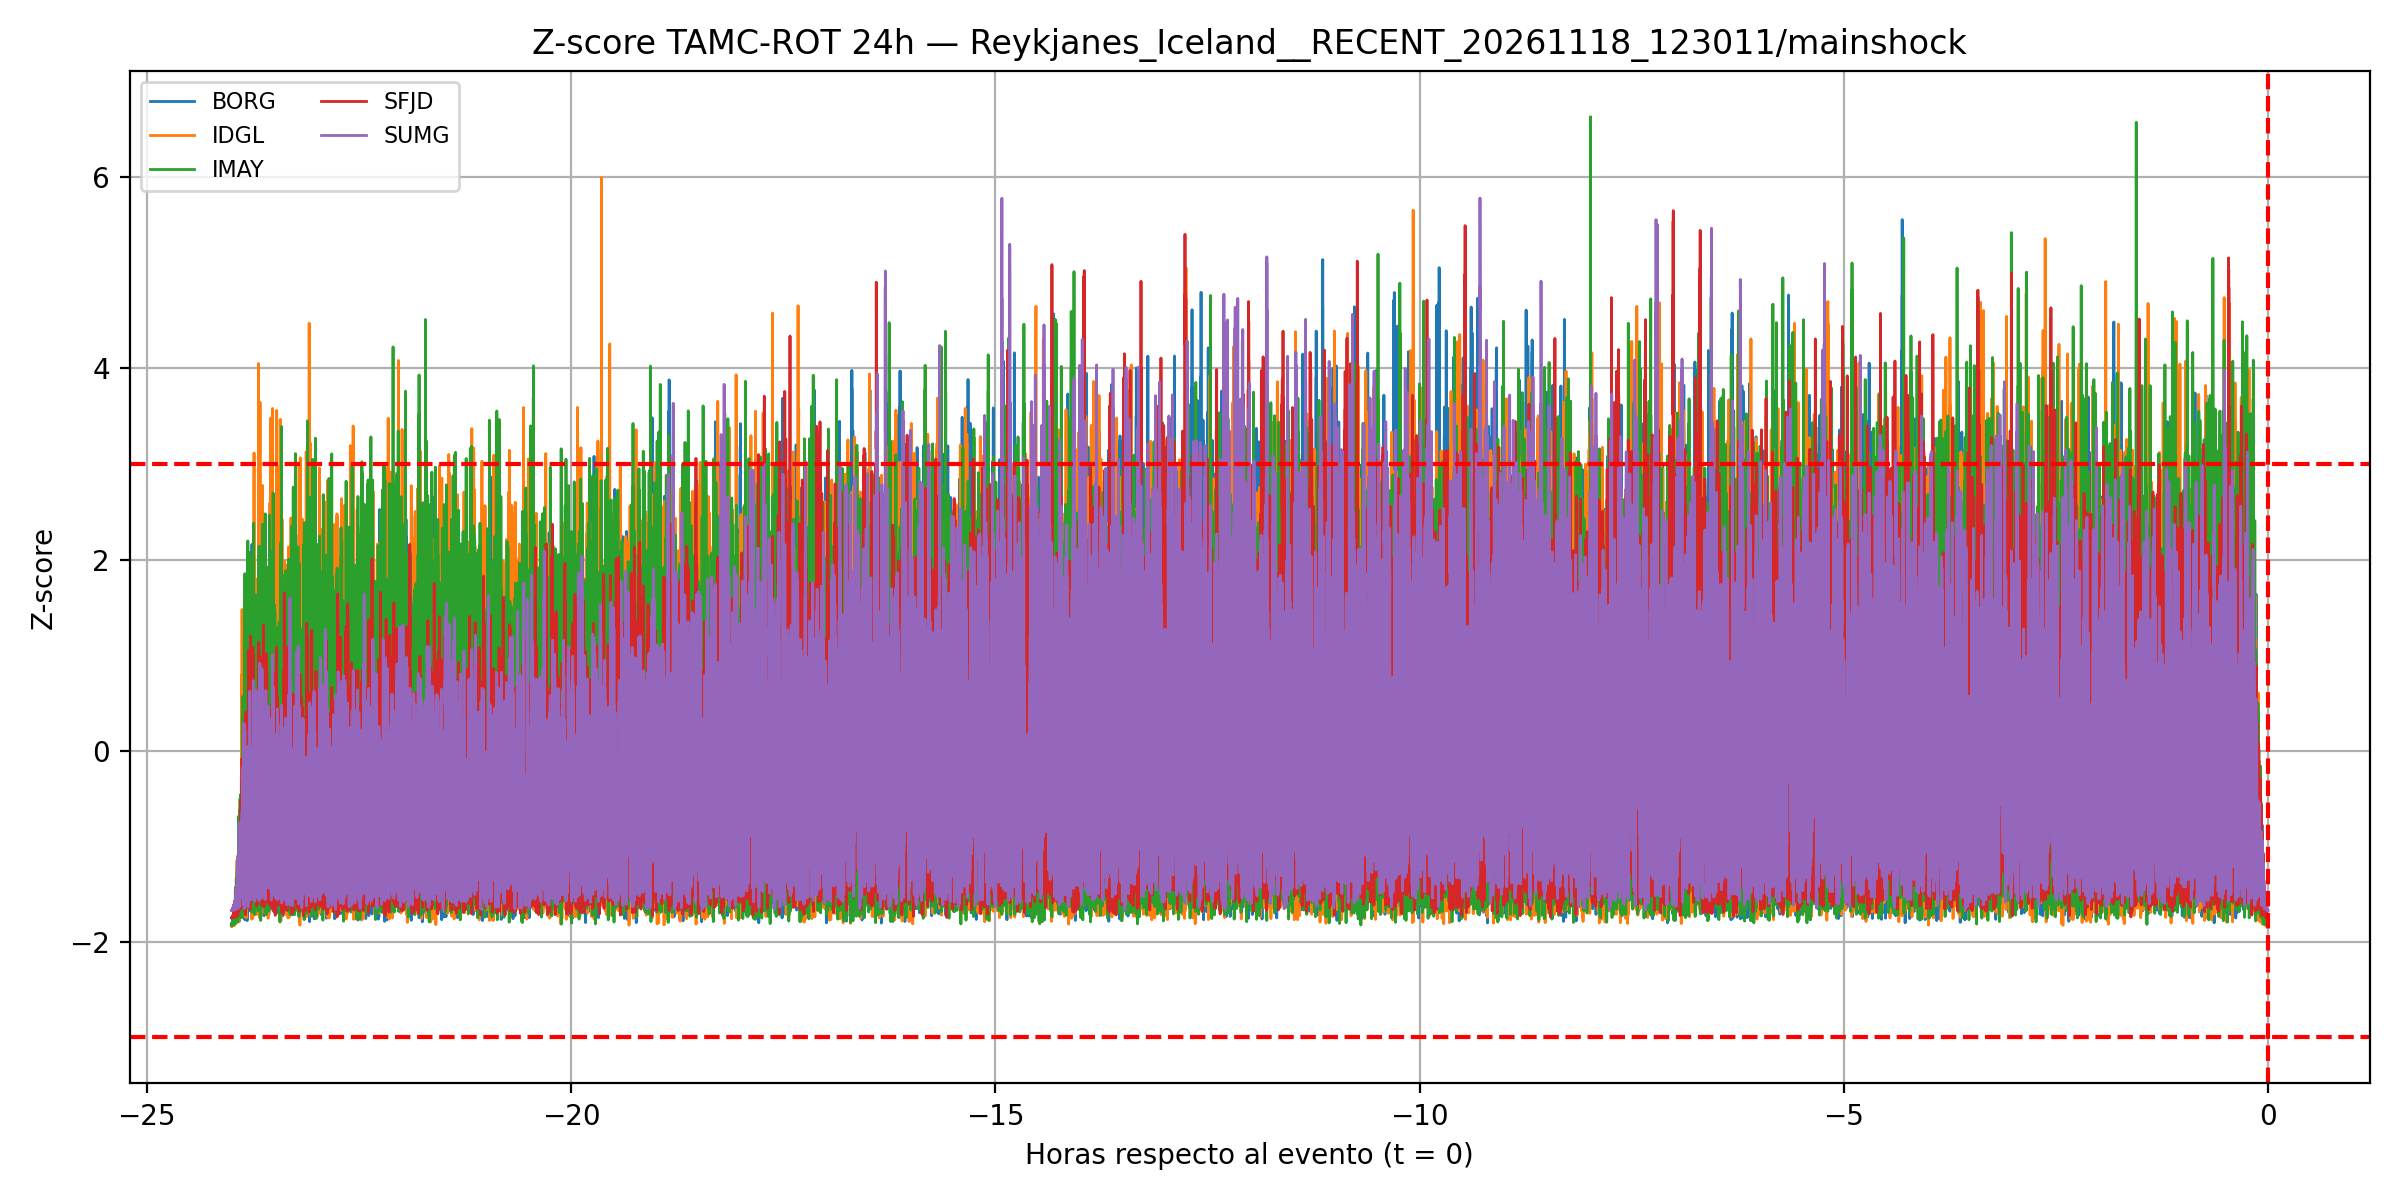 Z-score TAMC-ROT 24h — Reykjanes_Iceland__RECENT_20261118_123011/mainshock
BORG
IDGL
IMAY
SFJD
SUMG
Z-score
6
4
2
0
−2
−25
−20
−15
−10
−5
0
Horas respecto al evento (t = 0)